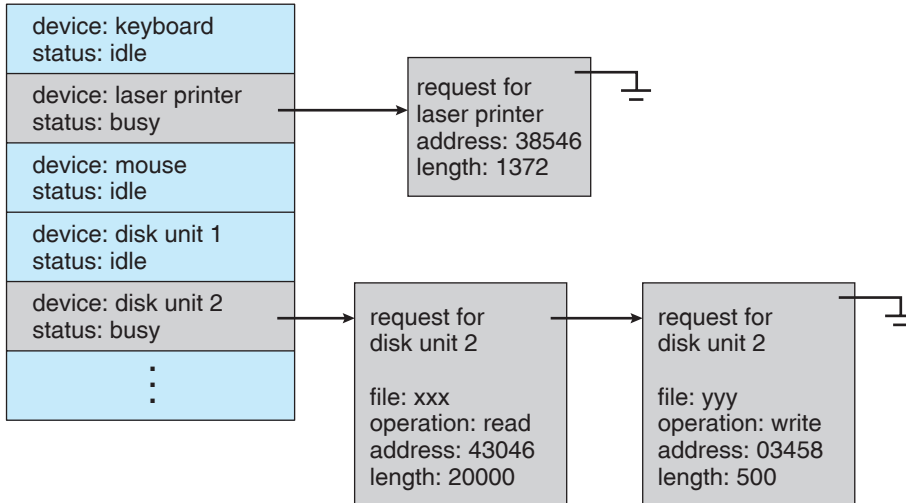 device: keyboard
status: idle
device: laser printer
status: busy
device: mouse
status: idle
device: disk unit 1
status: idle
device: disk unit 2
status: busy
request for
laser printer
address: 38546
length: 1372
request for
disk unit 2
file: xxx
operation: read
address: 43046
length: 20000
request for
disk unit 2
file: yyy
operation: write
address: 03458
length: 500